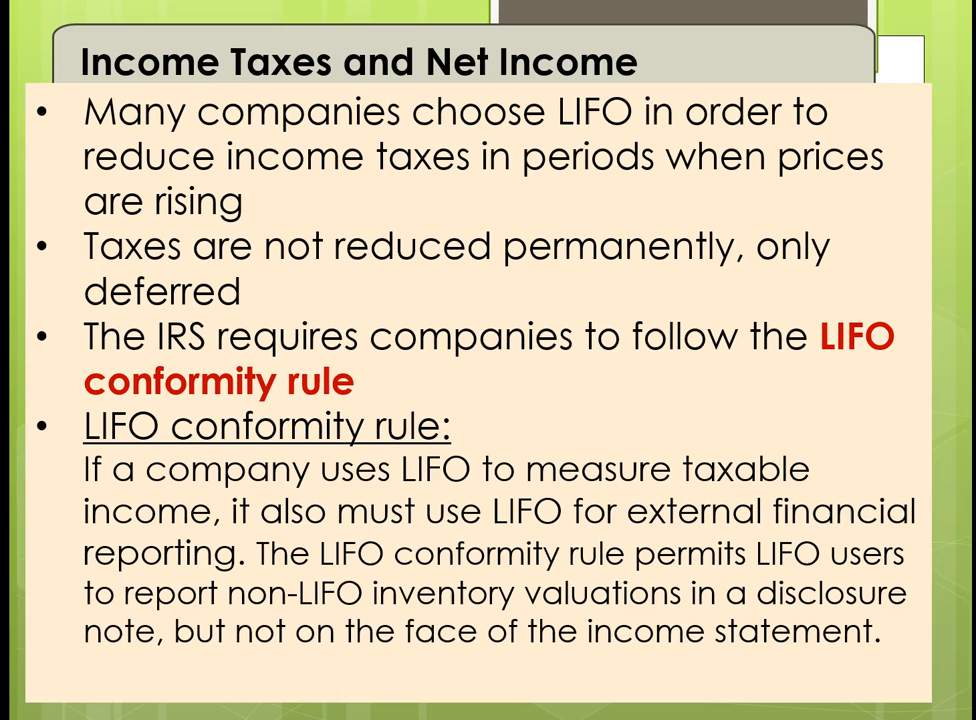 Income Taxes and Net Income
• Many companies choose LIFO in order to
reduce income taxes in periods when prices
are rising
• Taxes are not reduced permanently, only
deferred
• The IRS requires companies to follow the LIFO
conformity rule
• LIFO conformity rule:
If a company uses LIFO to measure taxable
income, it also must use LIFO for external financial
reporting. The LIFO conformity rule permits LIFO users
to report non-LIFO inventory valuations in a disclosure
note, but not on the face of the income statement.